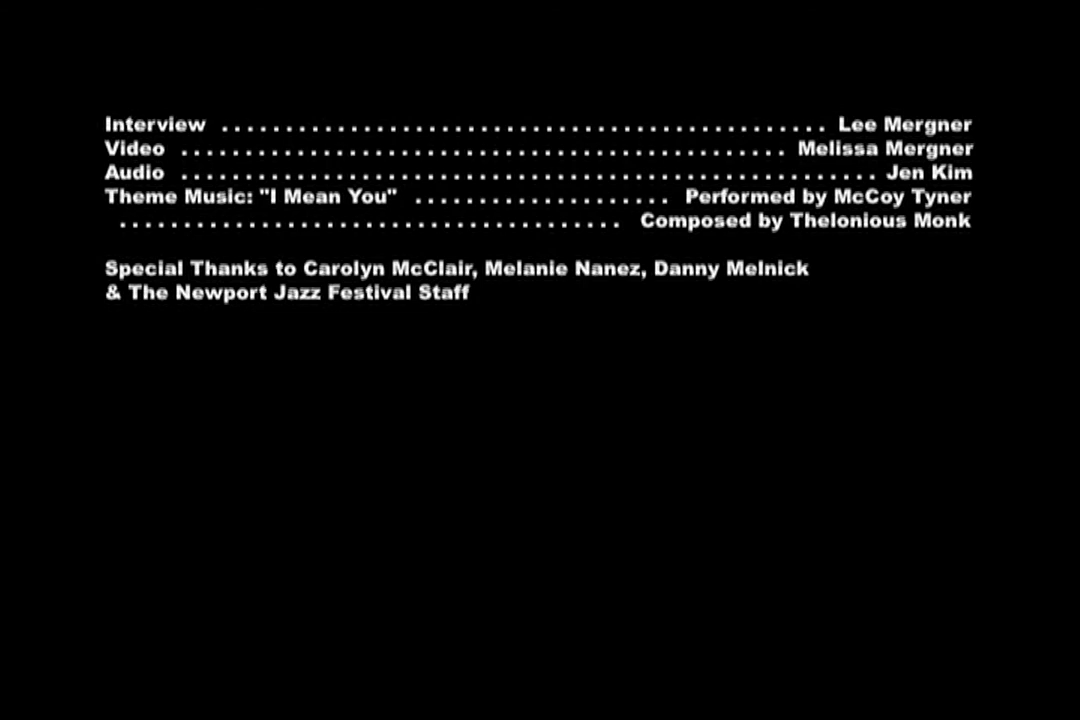 Interview ............................................... Lee Mergner
Video ............................................... Melissa Mergner
Audio ...................................................... Jen Kim
Theme Music: "I Mean You" .................... Performed by McCoy Tyner
....................................... Composed by Thelonious Monk
Special Thanks to Carolyn McClair, Melanie Nanez, Danny Melnick
& The Newport Jazz Festival Staff